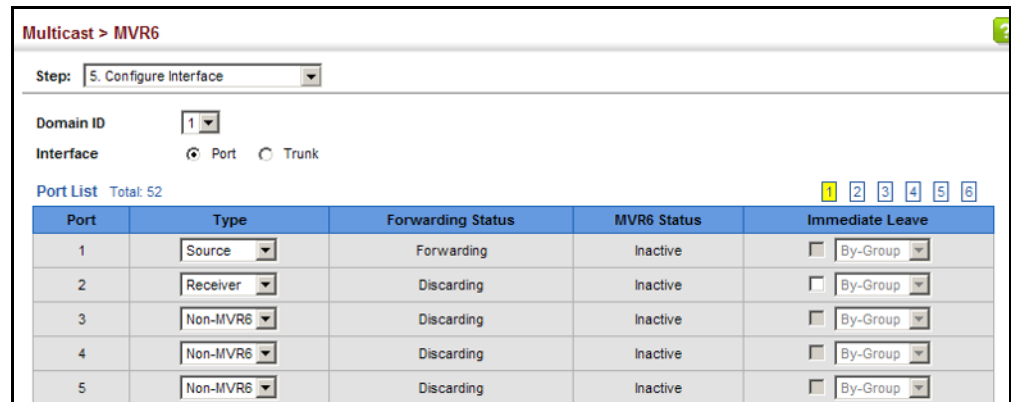 Multicast > MVR6
?
Step: 5. Configure Interface
Domain ID 1
Interface Port Trunk
Port List Total: 52 1 2 3 4 5 6
Port Type Forwarding Status MVR6 Status Immediate Leave
1 Source Forwarding Inactive By-Group
2 Receiver Discarding Inactive By-Group
3 Non-MVR6 Discarding Inactive By-Group
4 Non-MVR6 Discarding Inactive By-Group
5 Non-MVR6 Discarding Inactive By-Group